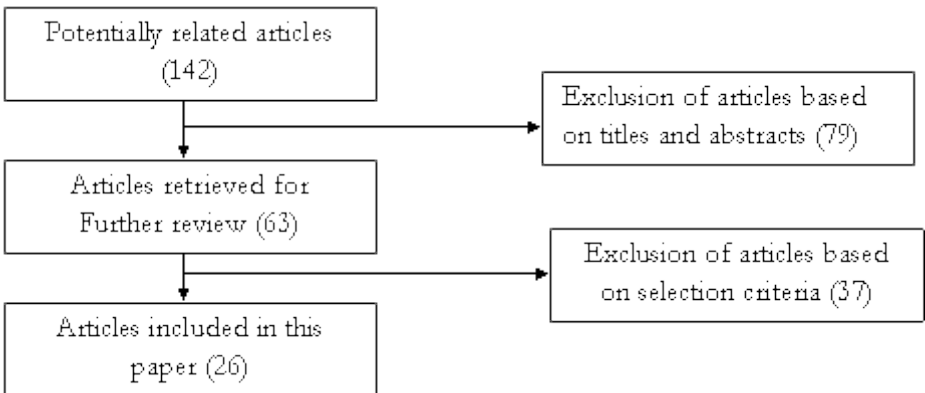 Potentially related articles
(142)
Exclusion of articles based
on titles and abstracts (79)
Articles retrieved for
Further review (63)
Exclusion of articles based
on selection criteria (37)
Articles included in this
paper (26)